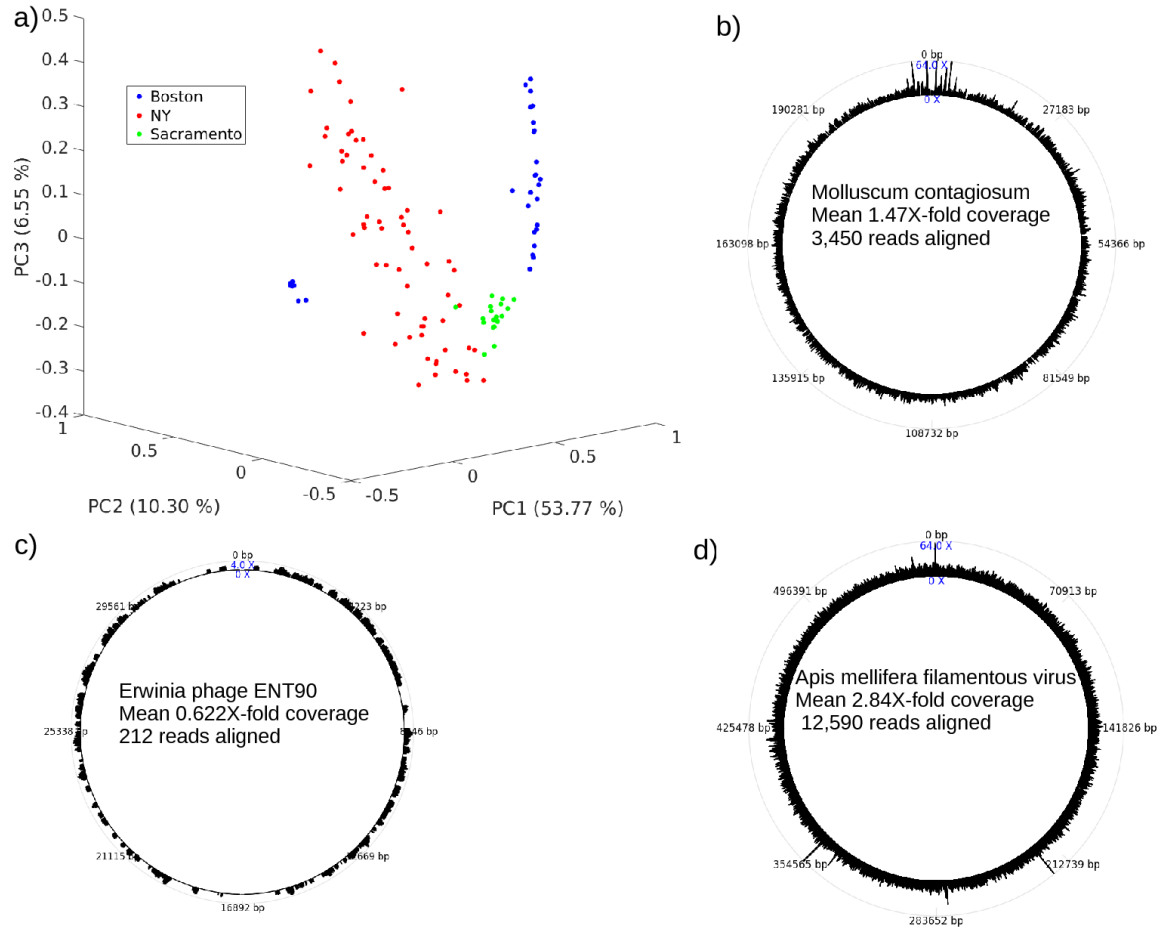 a)
0.5
0.4
0.3
0.2
0.1
0
-0.1
-0.2
-0.3
-0.4
PC3 (6.55 %)
Boston
NY
Sacramento
1
0.5
0
-0.5
PC2 (10.30 %)
-0.5
0
0.5
1
PC1 (53.77 %)
b)
0 bp
64.0 X
0 X
190281 bp
27183 bp
Molluscum contagiosum
Mean 1.47X-fold coverage
3,450 reads aligned
163098 bp
54366 bp
135915 bp
81549 bp
108732 bp
c)
0 bp
4.0 X
0 X
29561 bp
Erwinia phage ENT90
Mean 0.622X-fold coverage
212 reads aligned
25338 bp
21115 bp
16892 bp
d)
0 bp
64.0 X
0 X
496391 bp
70913 bp
Apis mellifera filamentous virus
Mean 2.84X-fold coverage
12,590 reads aligned
425478 bp
141826 bp
354565 bp
212739 bp
283652 bp